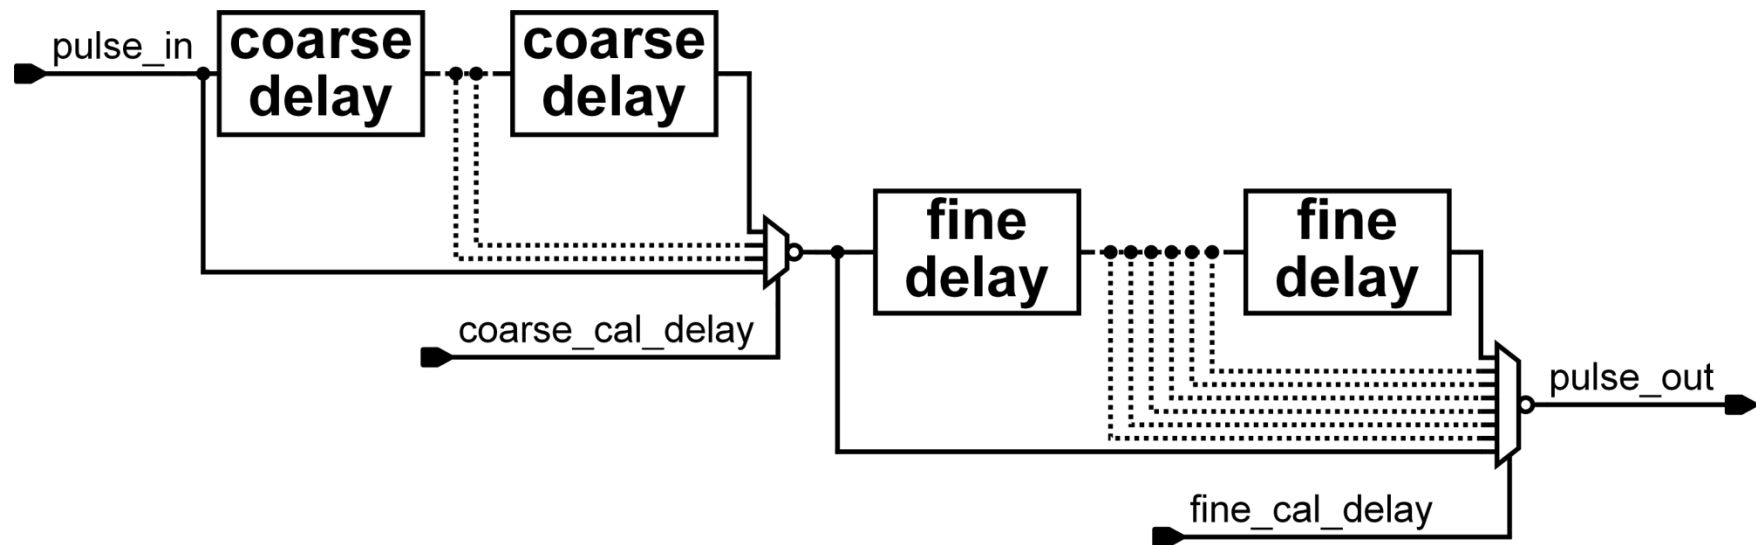 pulse_in
coarse
delay
coarse
delay
fine
delay
fine
delay
coarse_cal_delay
pulse_out
fine_cal_delay